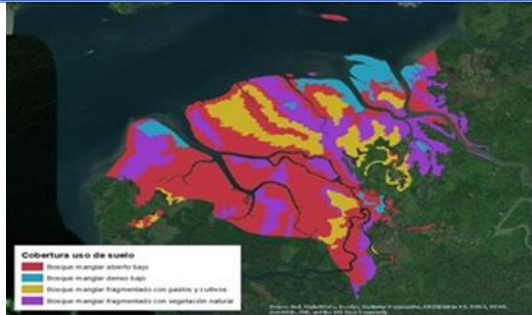 Cobertura uso de suelo
Bosque manglar abierto bajo
Bosque manglar denso bajo
Bosque manglar fragmentado con pastos y cultivos
Bosque manglar fragmentado con vegetación natural